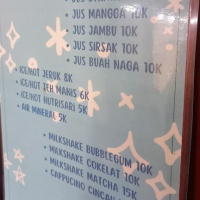 • JUS MANGGA 10K
• JUS JAMBU 10K
• JUS SIRSAK 10K
• JUS BUAH NAGA 10K
• ICE/HOT JERUK 8K
• ICE/HOT TEH MANIS 6K
• ICE/HOT NUTRISARI 5K
• AIR MINERAL 5K
• MILKSHAKE BUBBLEGUM 10K
• MILKSHAKE COKELAT 10K
• MILKSHAKE MATCHA 15K
• CAPPUCINO CINCAU